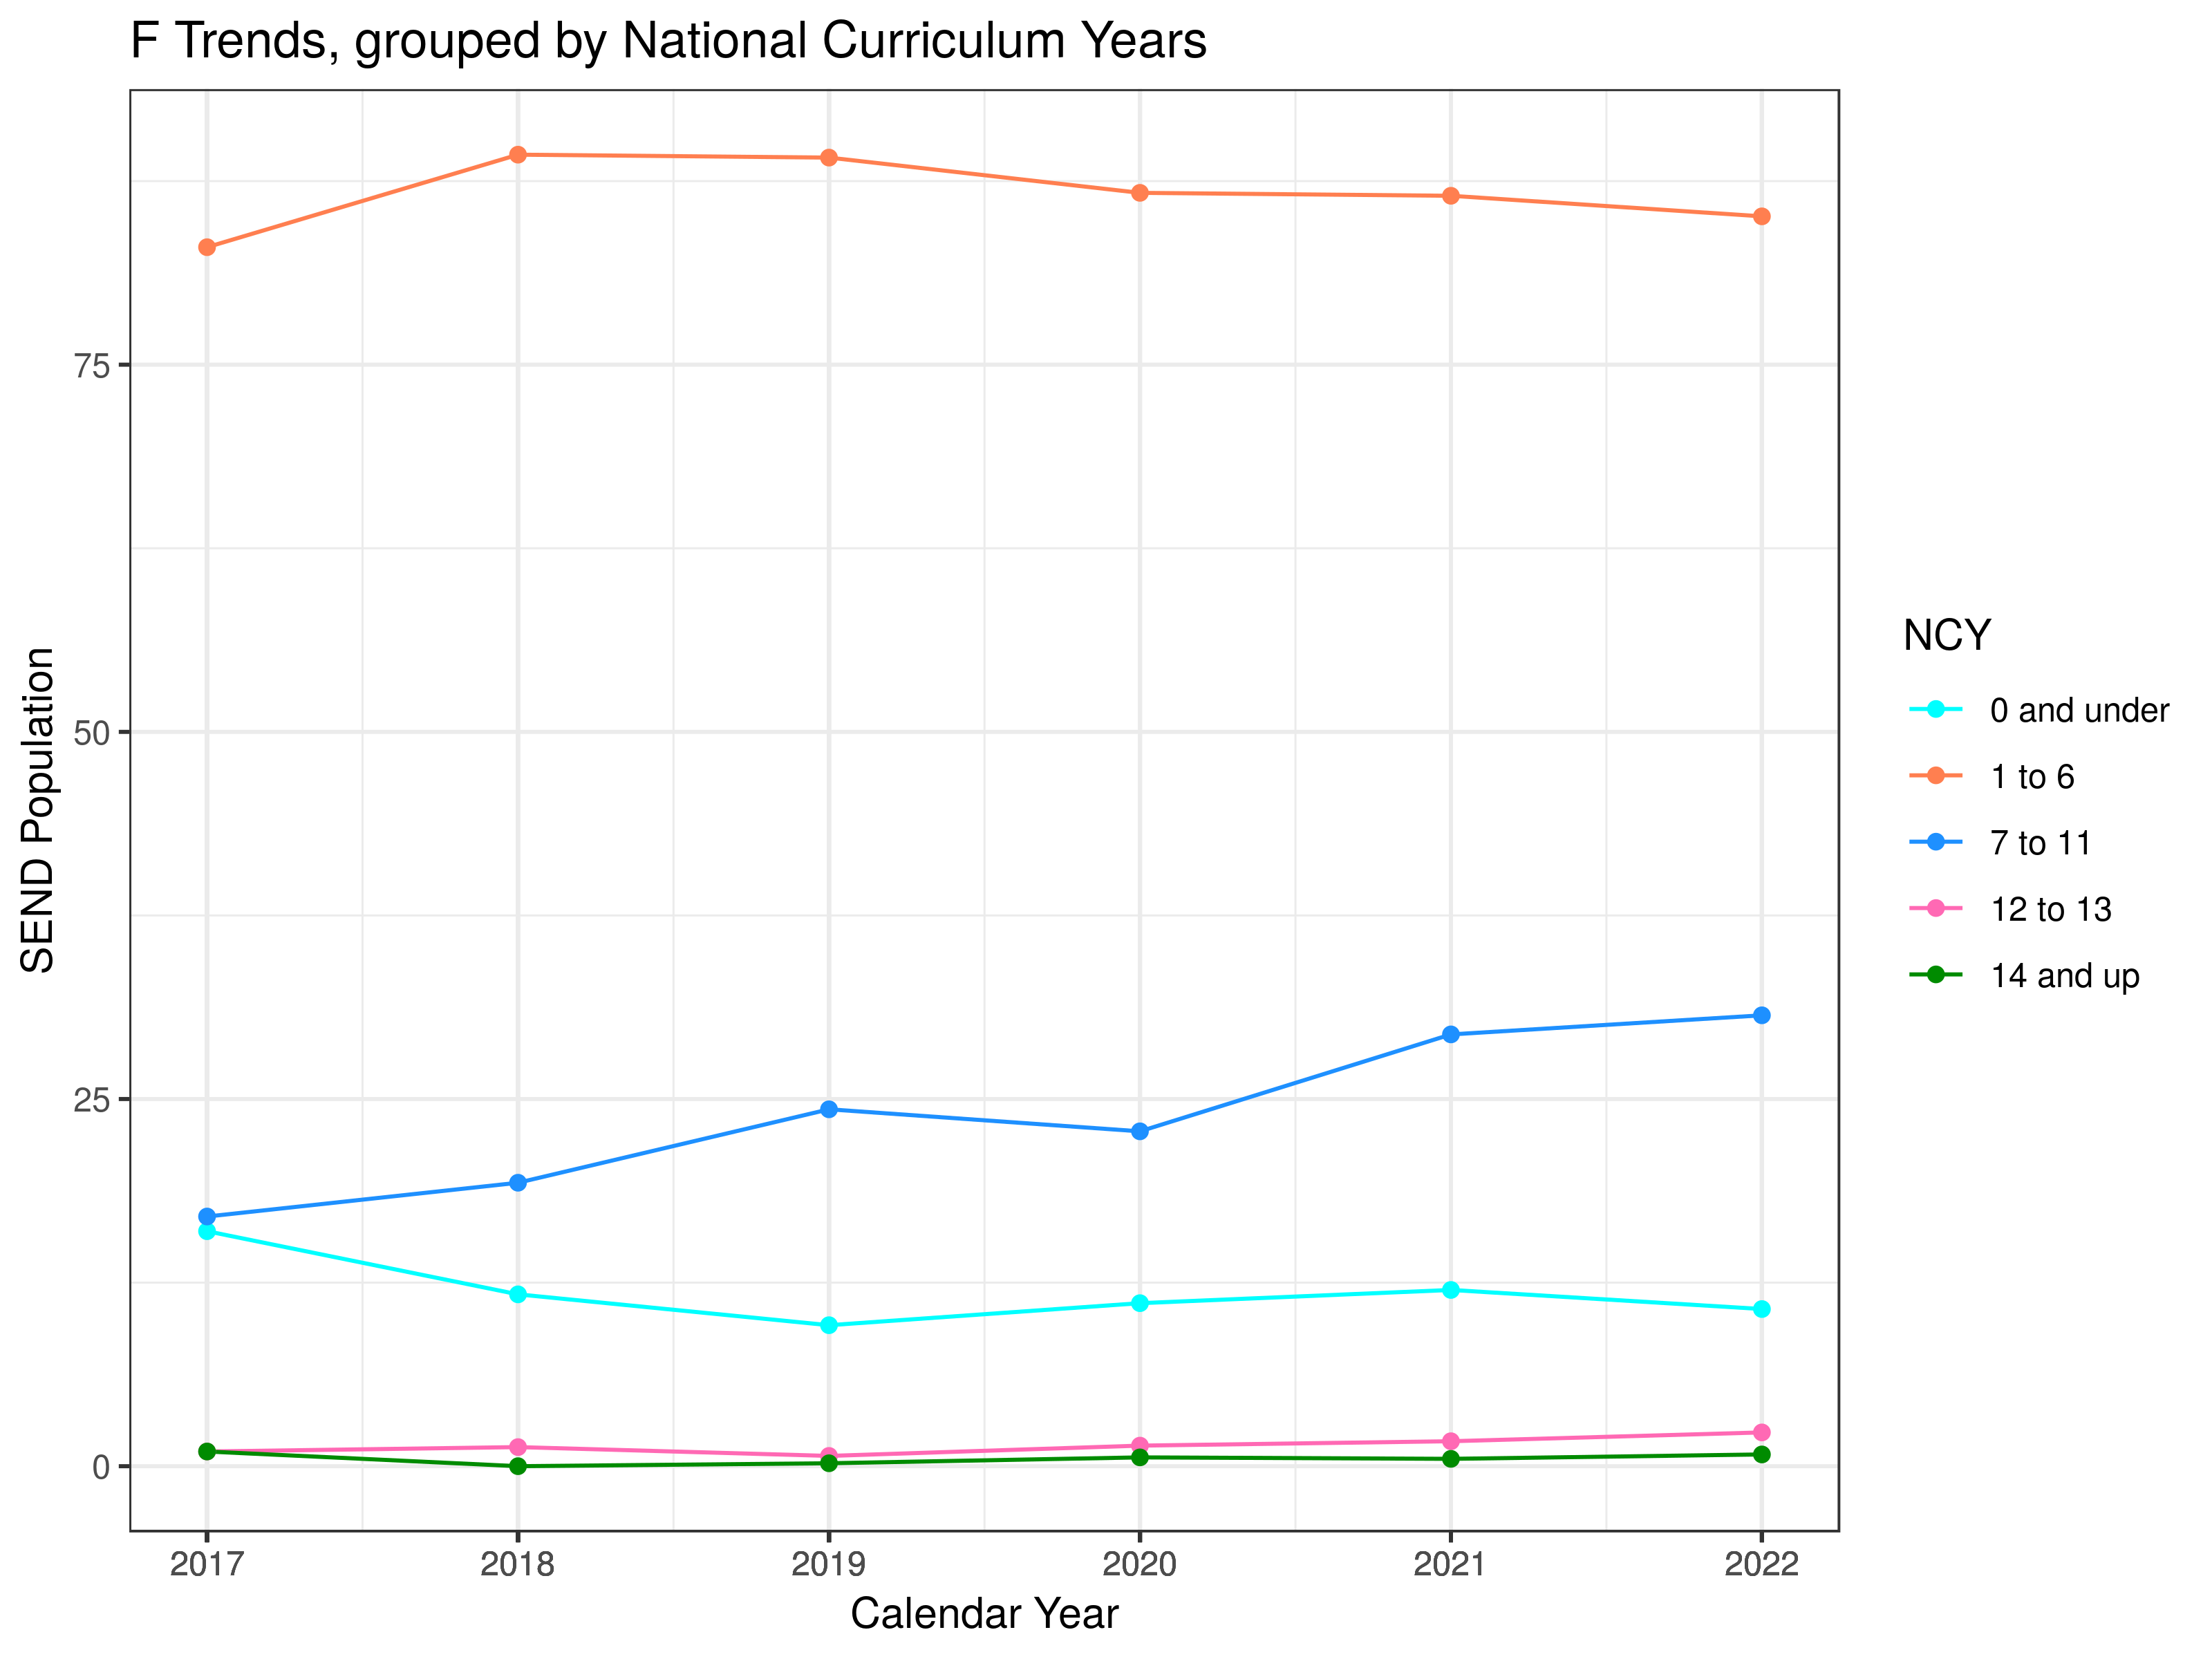 F Trends, grouped by National Curriculum Years
SEND Population
75
50
25
0
2017 2018 2019 2020 2021 2022
Calendar Year
NCY
0 and under
1 to 6
7 to 11
12 to 13
14 and up